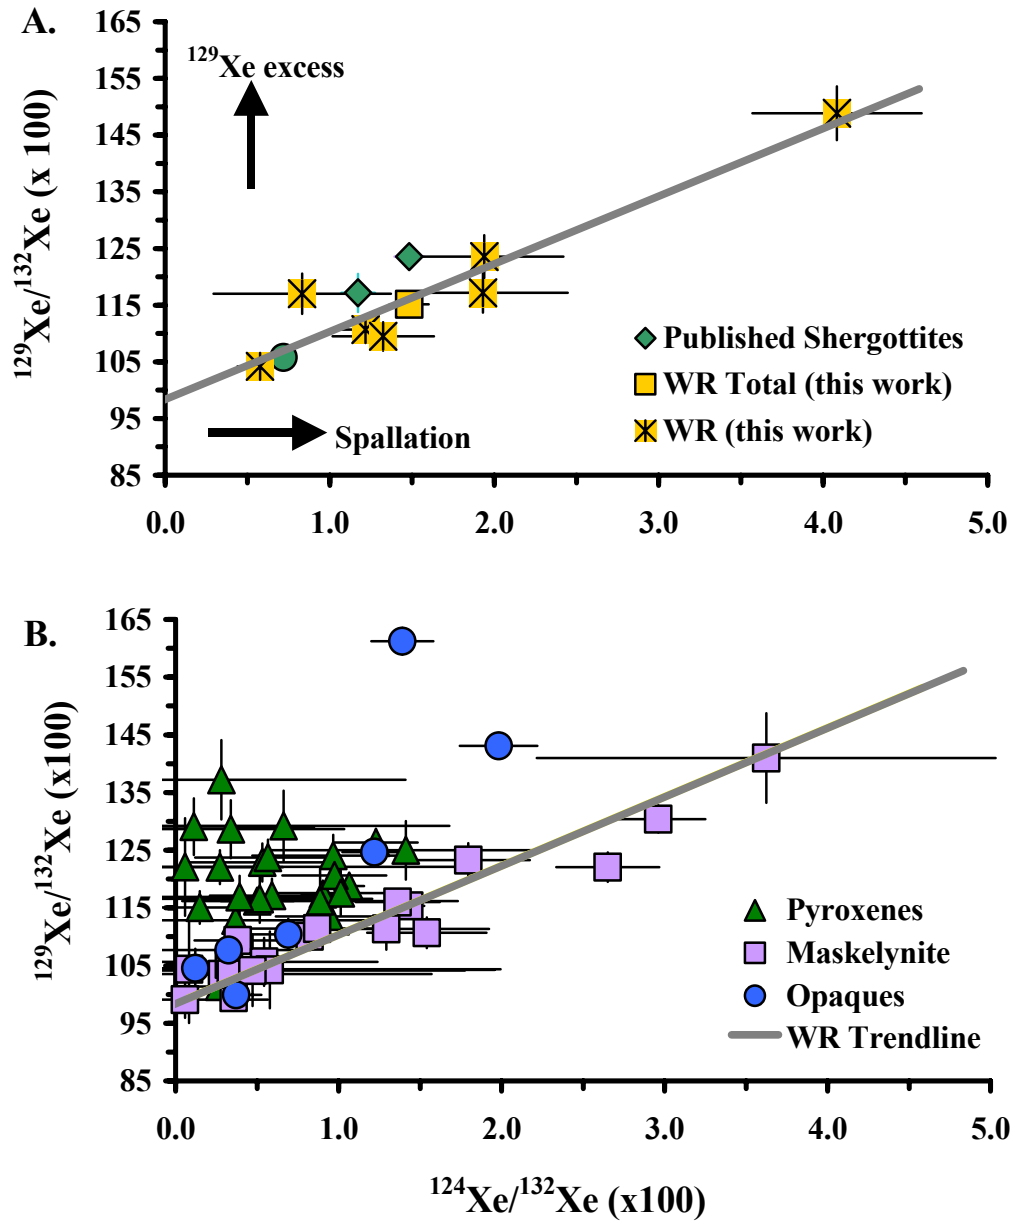 A.
165
155
145
135
125
115
105
95
85
¹²⁹Xe/¹³²Xe (x 100)
¹²⁹Xe excess
Spallation
Published Shergottites
WR Total (this work)
WR (this work)
0.0 1.0 2.0 3.0 4.0 5.0
B.
165
155
145
135
125
115
105
95
85
¹²⁹Xe/¹³²Xe (x100)
Pyroxenes
Maskelynite
Opaques
WR Trendline
0.0 1.0 2.0 3.0 4.0 5.0
¹²⁴Xe/¹³²Xe (x100)